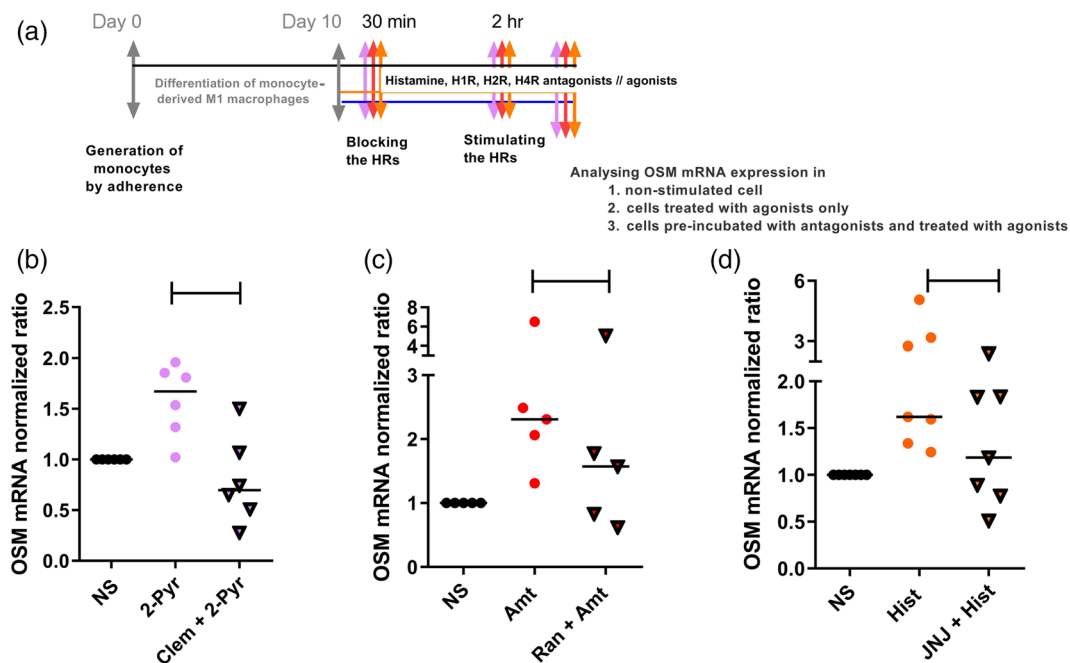 (a)
Day 0
Day 10
30 min
2 hr
Differentiation of monocyte-
derived M1 macrophages
Histamine, H1R, H2R, H4R antagonists // agonists
Generation of
monocytes
by adherence
Blocking
the HRs
Stimulating
the HRs
Analysing OSM mRNA expression in
1. non-stimulated cell
2. cells treated with agonists only
3. cells pre-incubated with antagonists and treated with agonists
(b)
OSM mRNA normalized ratio
2.5
2.0
1.5
1.0
0.5
0.0
NS
2-Pyr
Clem + 2-Pyr
(c)
OSM mRNA normalized ratio
8
6
4
3
2
1
0
NS
Amt
Ran + Amt
(d)
OSM mRNA normalized ratio
6
3
2.0
1.5
1.0
0.5
0.0
NS
Hist
JNJ + Hist